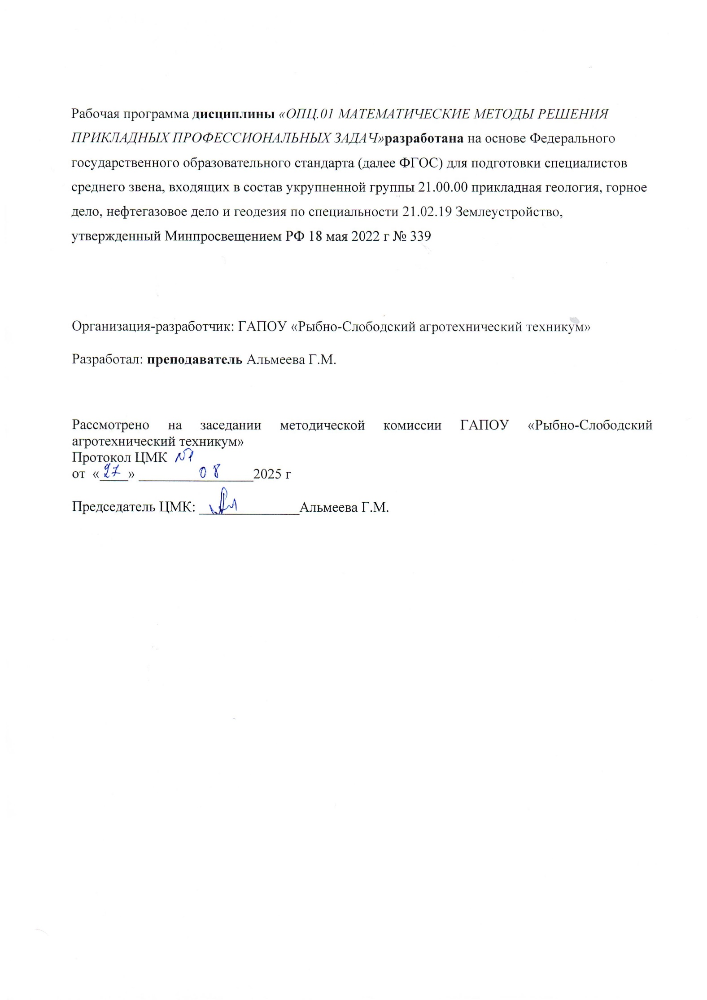 Рабочая программа дисциплины «ОПЦ.01 МАТЕМАТИЧЕСКИЕ МЕТОДЫ РЕШЕНИЯ
ПРИКЛАДНЫХ ПРОФЕССИОНАЛЬНЫХ ЗАДАЧ»разработана на основе Федерального
государственного образовательного стандарта (далее ФГОС) для подготовки специалистов
среднего звена, входящих в состав укрупненной группы 21.00.00 прикладная геология, горное
дело, нефтегазовое дело и геодезия по специальности 21.02.19 Землеустройство,
утвержденный Минпросвещением РФ 18 мая 2022 г № 339
Организация-разработчик: ГАПОУ «Рыбно-Слободский агротехнический техникум»
Разработал: преподаватель Альмеева Г.М.
Рассмотрено на заседании методической комиссии ГАПОУ «Рыбно-Слободский
агротехнический техникум»
Протокол ЦМК №1
от «27» 08 2025 г
Председатель ЦМК: Альмеева Г.М.